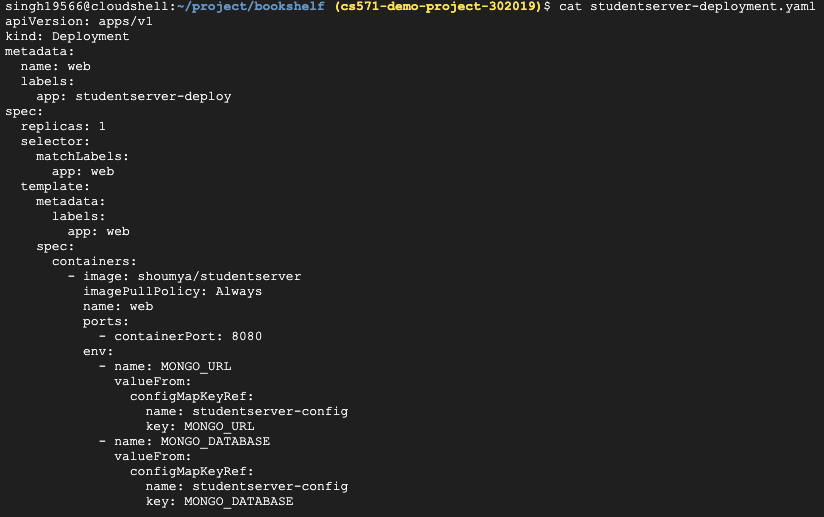 singh19566@cloudshell:~/project/bookshelf (cs571-demo-project-302019)$ cat studentserver-deployment.yaml
apiVersion: apps/v1
kind: Deployment
metadata:
  name: web
  labels:
    app: studentserver-deploy
spec:
  replicas: 1
  selector:
    matchLabels:
      app: web
  template:
    metadata:
      labels:
        app: web
    spec:
      containers:
        - image: shoumya/studentserver
          imagePullPolicy: Always
          name: web
          ports:
            - containerPort: 8080
          env:
            - name: MONGO_URL
              valueFrom:
                configMapKeyRef:
                  name: studentserver-config
                  key: MONGO_URL
            - name: MONGO_DATABASE
              valueFrom:
                configMapKeyRef:
                  name: studentserver-config
                  key: MONGO_DATABASE